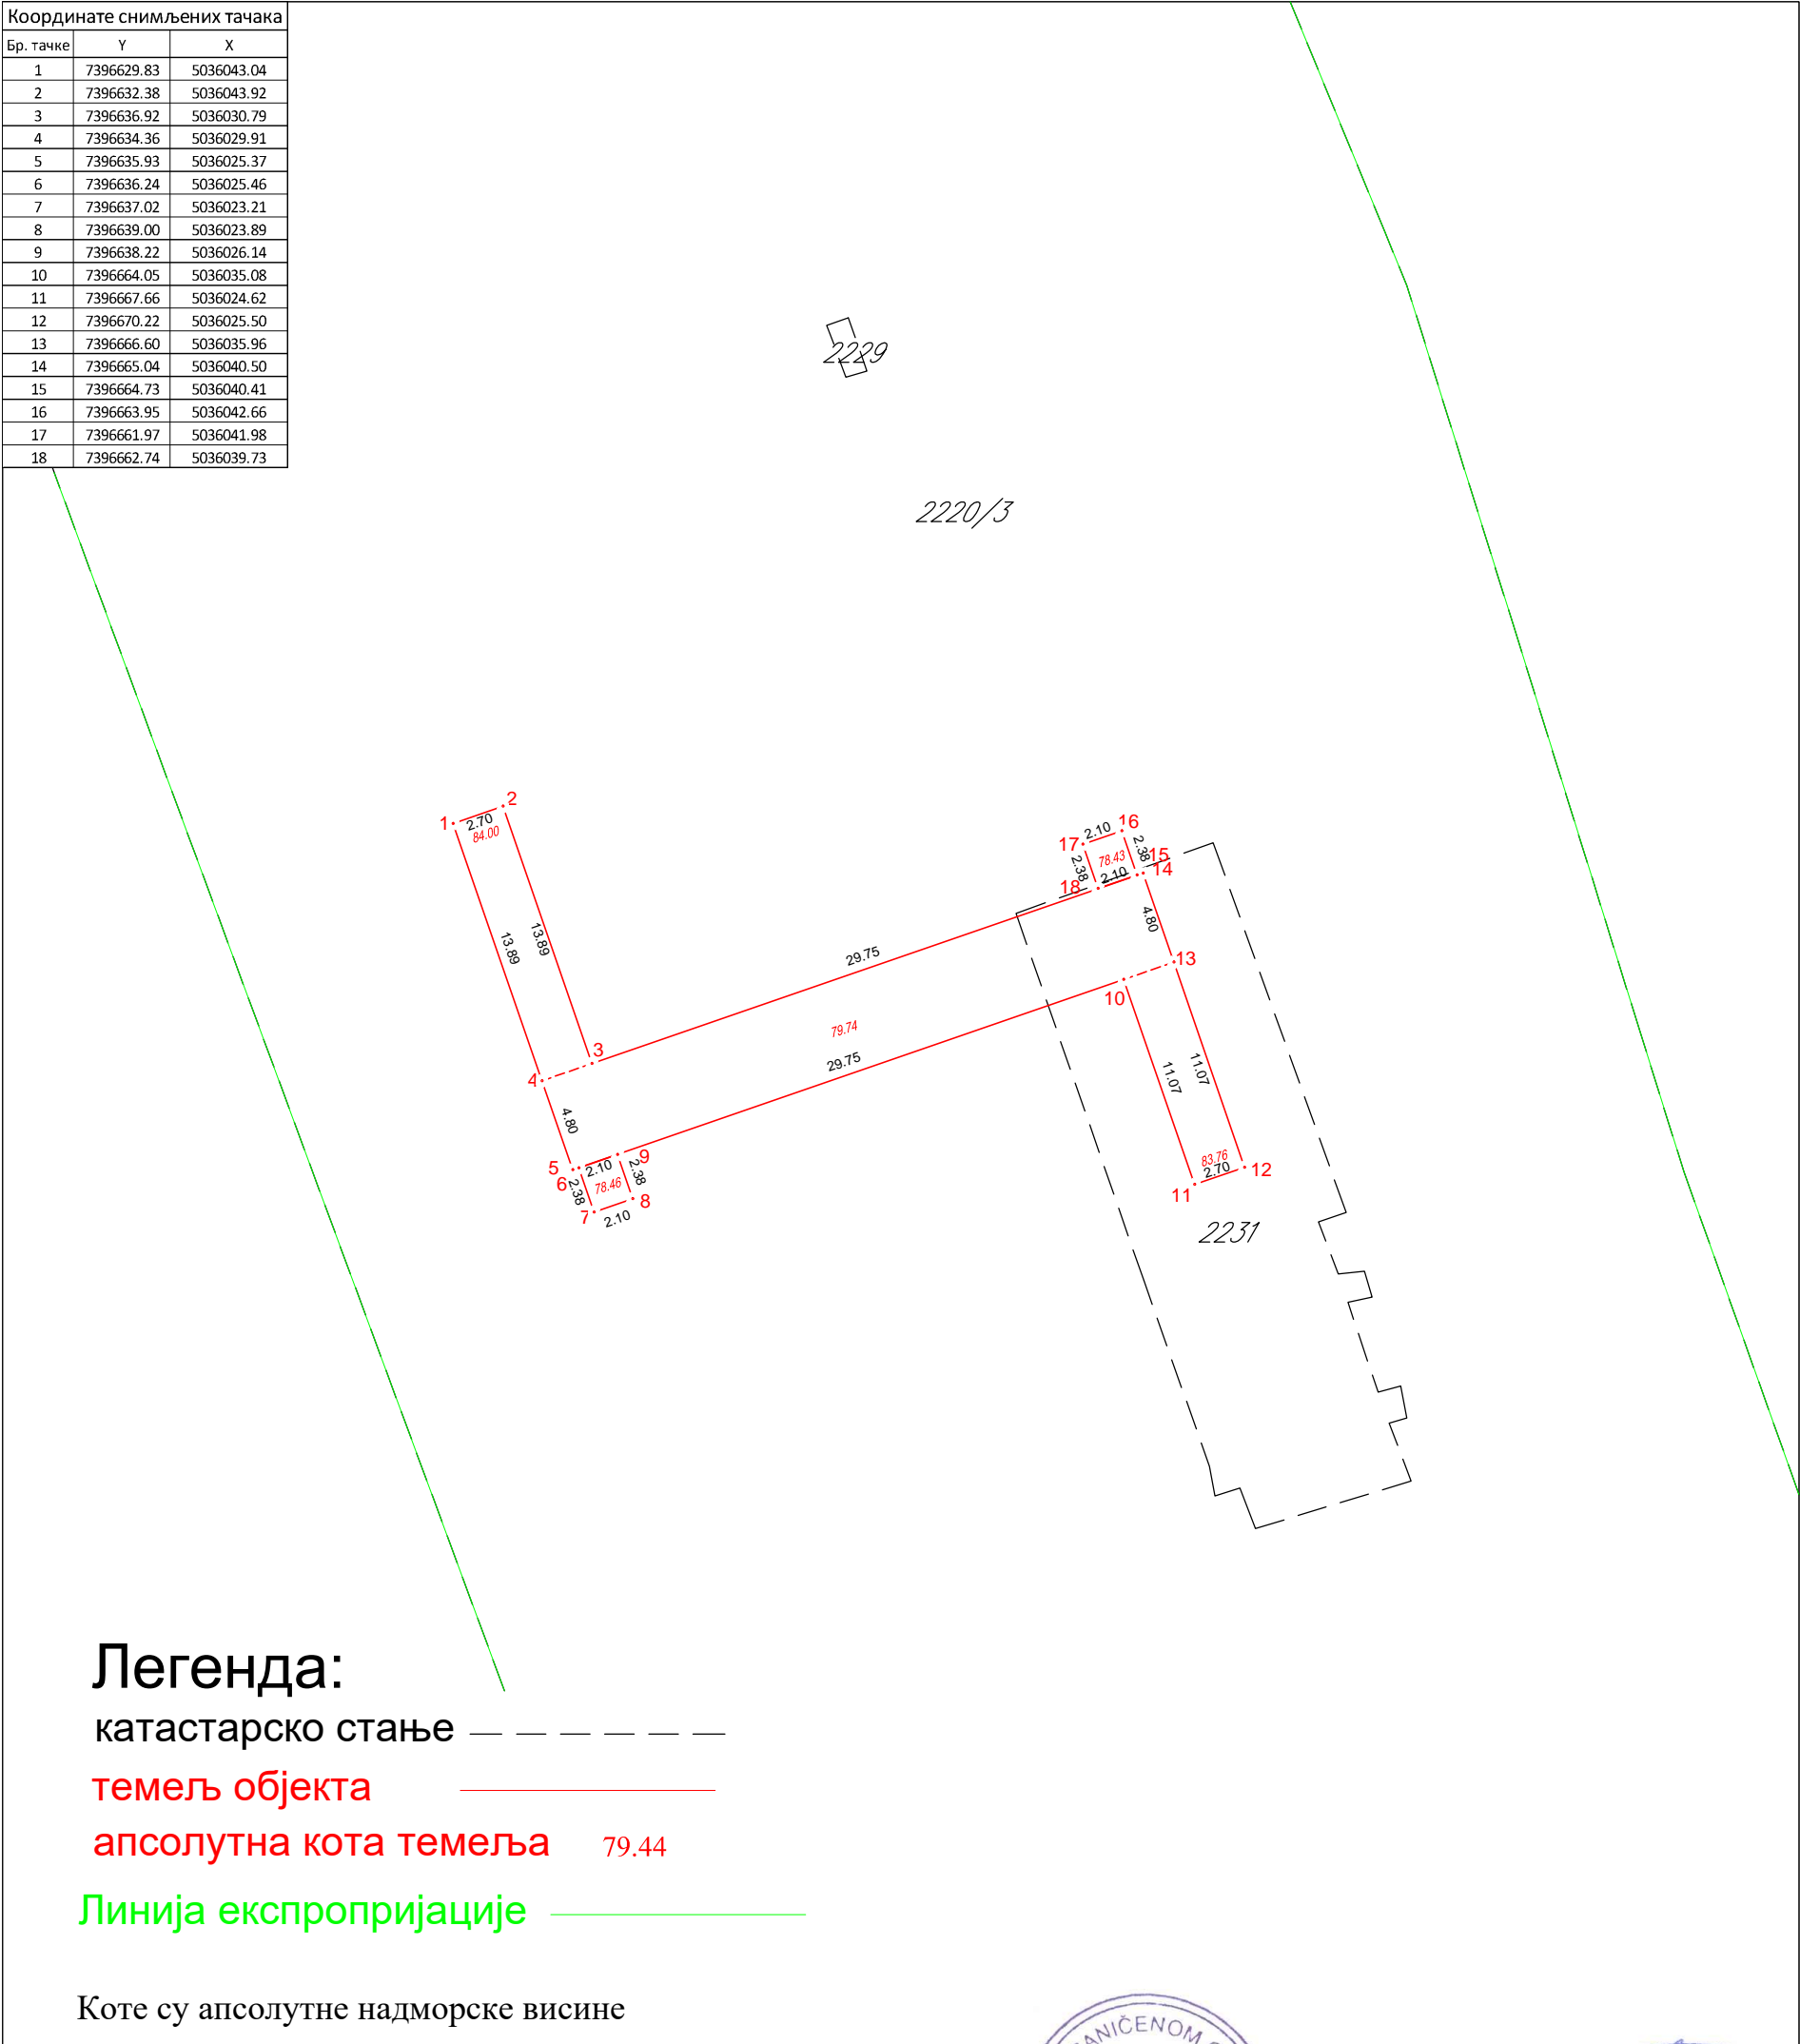 Координате снимљених тачака
Бр. тачке Y X
1 7396629.83 5036043.04
2 7396632.38 5036043.92
3 7396636.92 5036030.79
4 7396634.36 5036029.91
5 7396635.93 5036025.37
6 7396636.24 5036025.46
7 7396637.02 5036023.21
8 7396639.00 5036023.89
9 7396638.22 5036026.14
10 7396664.05 5036035.08
11 7396667.66 5036024.62
12 7396670.22 5036025.50
13 7396666.60 5036035.96
14 7396665.04 5036040.50
15 7396664.73 5036040.41
16 7396663.95 5036042.66
17 7396661.97 5036041.98
18 7396662.74 5036039.73
2229
2220/3
1
2
2.70
84.00
13.89
13.89
3
4
4.80
5
6
2.10
9
2.38
2.38
78.46
7
8
2.10
29.75
79.74
29.75
17
2.10
16
2.38
78.43
2.38
15
14
2.10
18
4.80
13
10
11.07
11.07
83.76
2.70
11
12
2231
Легенда:
катастарско стање
темељ објекта
апсолутна кота темеља 79.44
Линија експропријације
Коте су апсолутне надморске висине